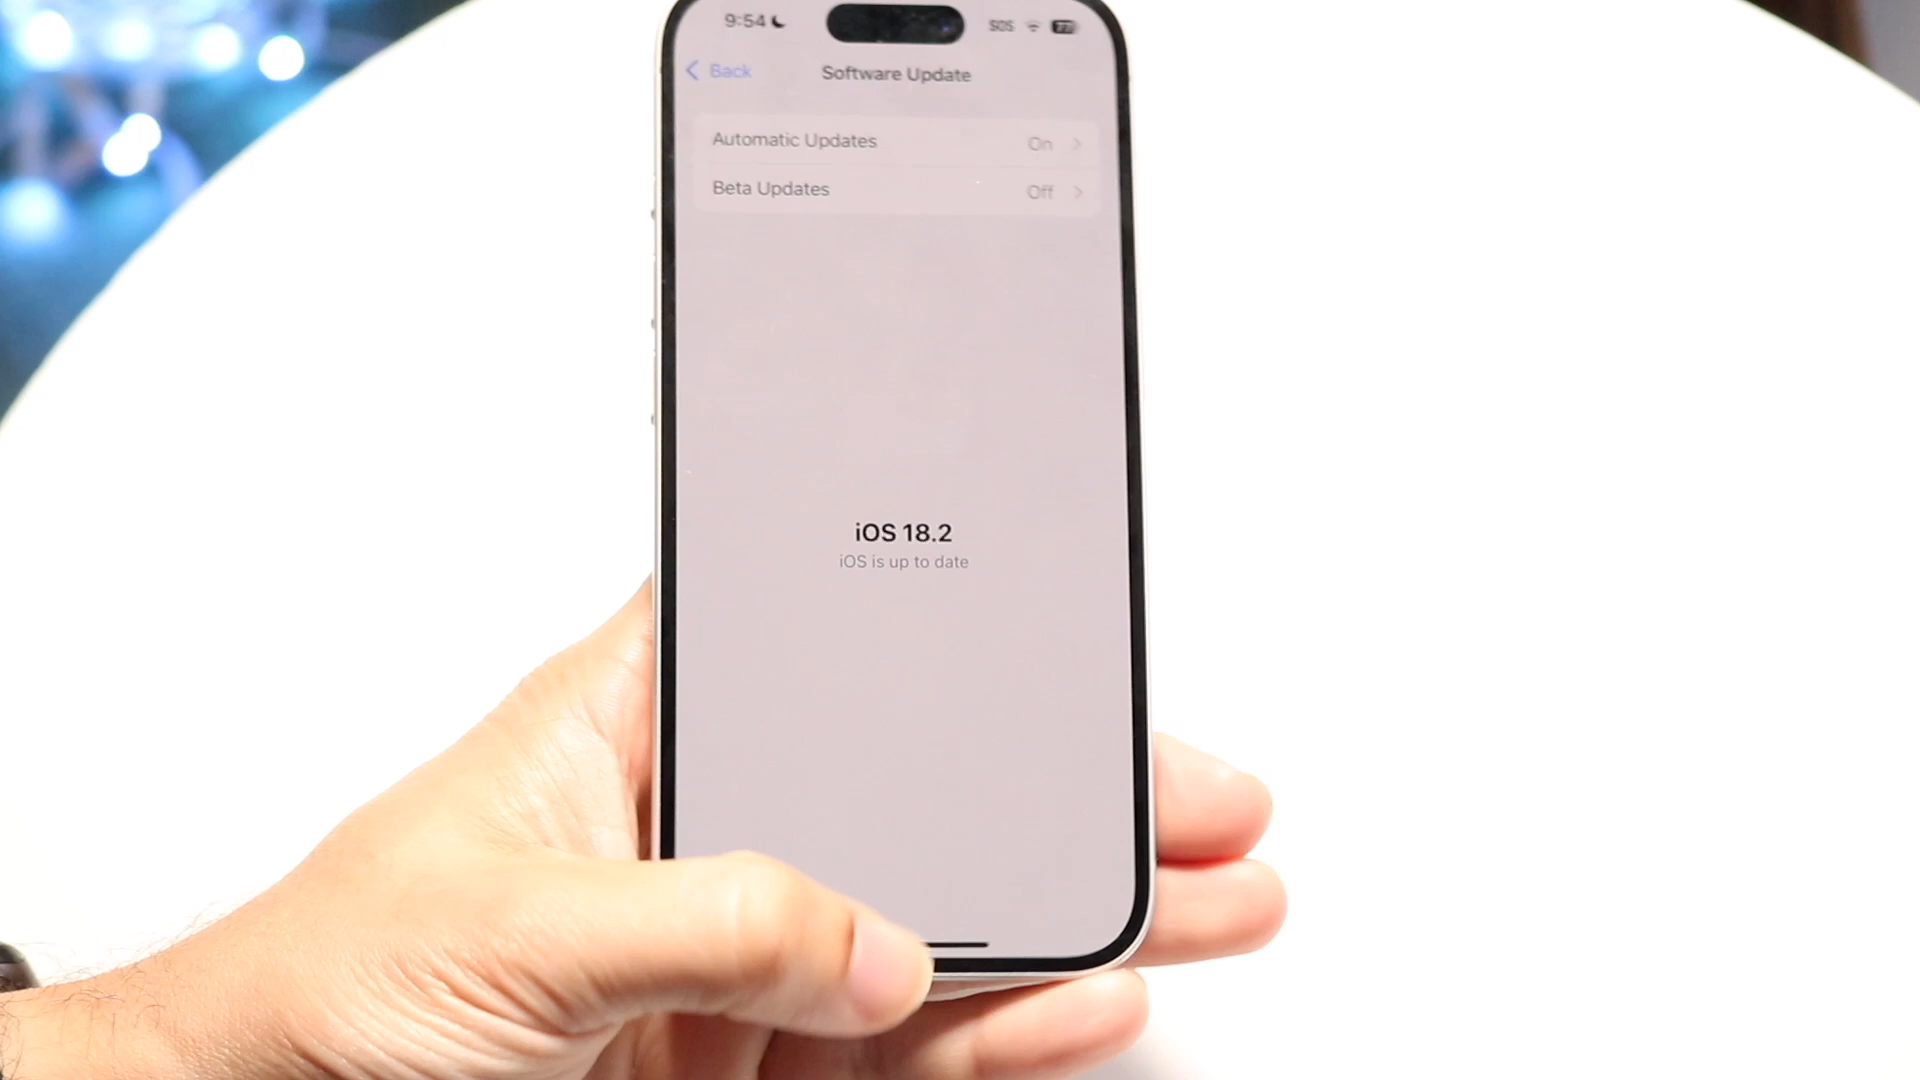 9:54 SOS 77
Back Software Update
Automatic Updates On
Beta Updates Off
iOS 18.2
iOS is up to date